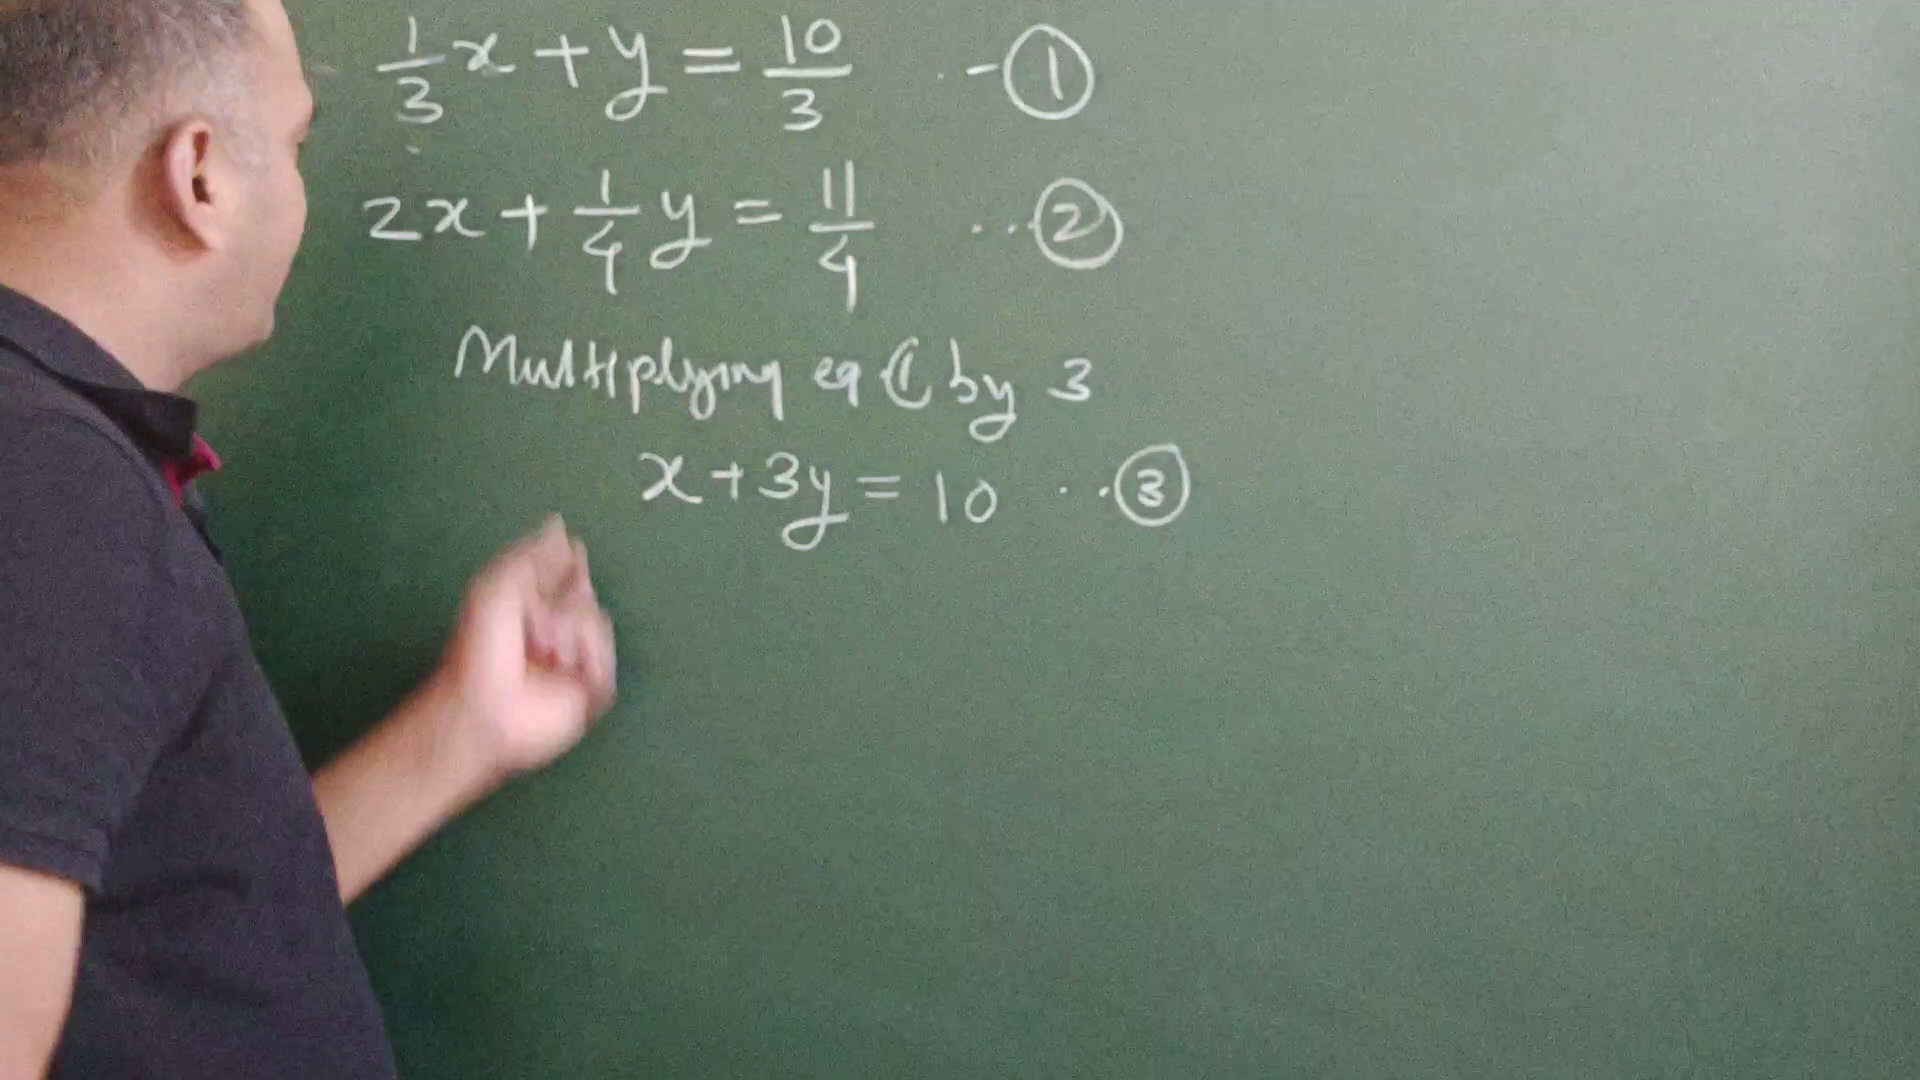 1/3 x + y = 10/3 ..-①
2x + 1/4 y = 11/4 ...②
Multiplying eq ① by 3
x + 3y = 10 ...③